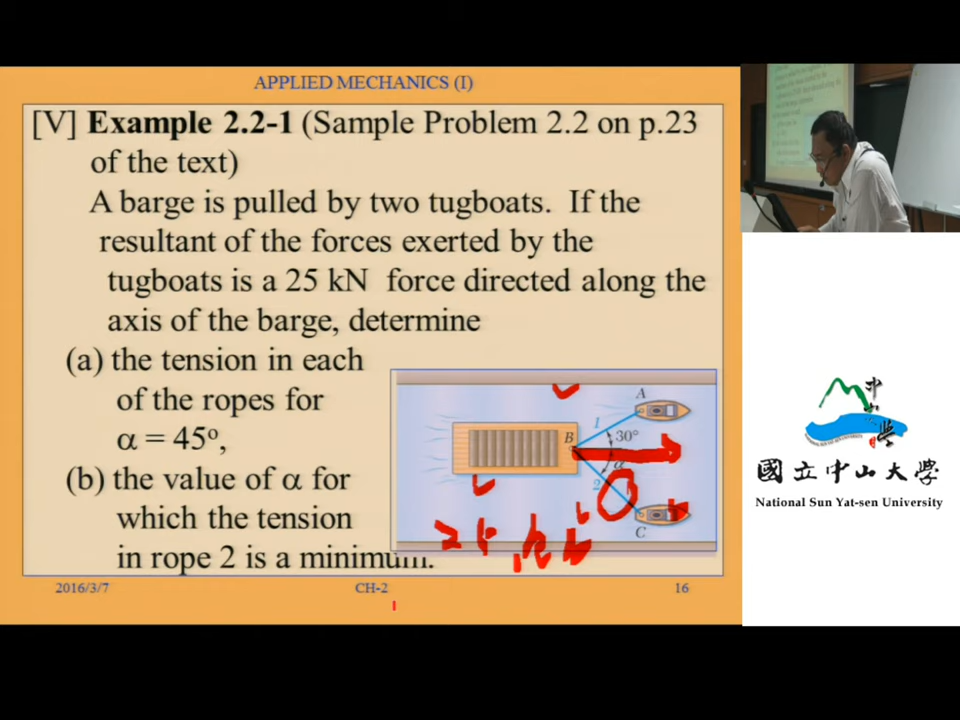 APPLIED MECHANICS (I)
[V] Example 2.2-1 (Sample Problem 2.2 on p.23
of the text)
A barge is pulled by two tugboats. If the
resultant of the forces exerted by the
tugboats is a 25 kN force directed along the
axis of the barge, determine
(a) the tension in each
of the ropes for
α = 45º,
(b) the value of α for
which the tension
in rope 2 is a minimum.
A
1
B
30°
α
2
C
2016/3/7
CH-2
16
國立中山大學
National Sun Yat-sen University